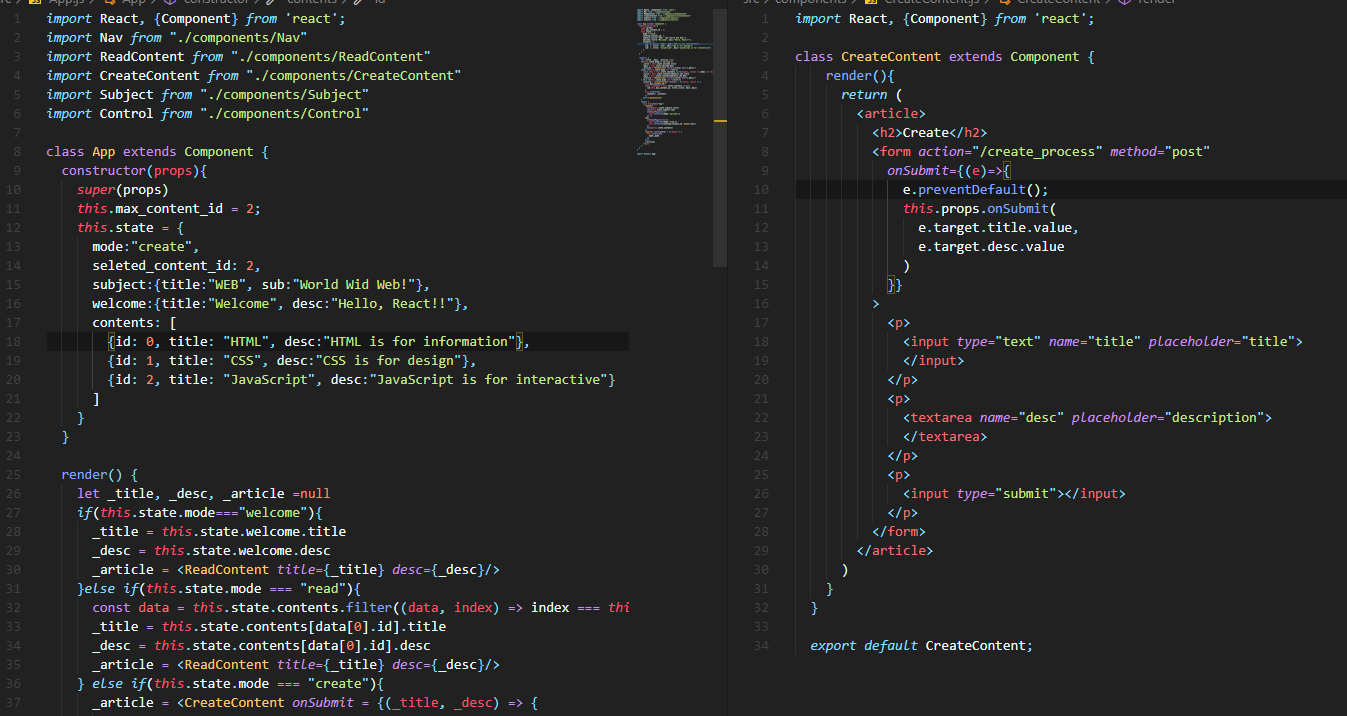 App.js > App > constructor > contents > id
1 import React, {Component} from 'react';
2 import Nav from "./components/Nav"
3 import ReadContent from "./components/ReadContent"
4 import CreateContent from "./components/CreateContent"
5 import Subject from "./components/Subject"
6 import Control from "./components/Control"
7
8 class App extends Component {
9 constructor(props){
10 super(props)
11 this.max_content_id = 2;
12 this.state = {
13 mode:"create",
14 seleted_content_id: 2,
15 subject:{title:"WEB", sub:"World Wid Web!"},
16 welcome:{title:"Welcome", desc:"Hello, React!!"},
17 contents: [
18 {id: 0, title: "HTML", desc:"HTML is for information"},
19 {id: 1, title: "CSS", desc:"CSS is for design"},
20 {id: 2, title: "JavaScript", desc:"JavaScript is for interactive"}
21 ]
22 }
23 }
24
25 render() {
26 let _title, _desc, _article =null
27 if(this.state.mode==="welcome"){
28 _title = this.state.welcome.title
29 _desc = this.state.welcome.desc
30 _article = <ReadContent title={_title} desc={_desc}/>
31 }else if(this.state.mode === "read"){
32 const data = this.state.contents.filter((data, index) => index === thi
33 _title = this.state.contents[data[0].id].title
34 _desc = this.state.contents[data[0].id].desc
35 _article = <ReadContent title={_title} desc={_desc}/>
36 } else if(this.state.mode === "create"){
37 _article = <CreateContent onSubmit = {(_title, _desc) => {
src > components > CreateContent.js > CreateContent > render
1 import React, {Component} from 'react';
2
3 class CreateContent extends Component {
4 render(){
5 return (
6 <article>
7 <h2>Create</h2>
8 <form action="/create_process" method="post"
9 onSubmit={(e)=>{
10 e.preventDefault();
11 this.props.onSubmit(
12 e.target.title.value,
13 e.target.desc.value
14 )
15 }}
16 >
17 <p>
18 <input type="text" name="title" placeholder="title">
19 </input>
20 </p>
21 <p>
22 <textarea name="desc" placeholder="description">
23 </textarea>
24 </p>
25 <p>
26 <input type="submit"></input>
27 </p>
28 </form>
29 </article>
30 )
31 }
32 }
33
34 export default CreateContent;